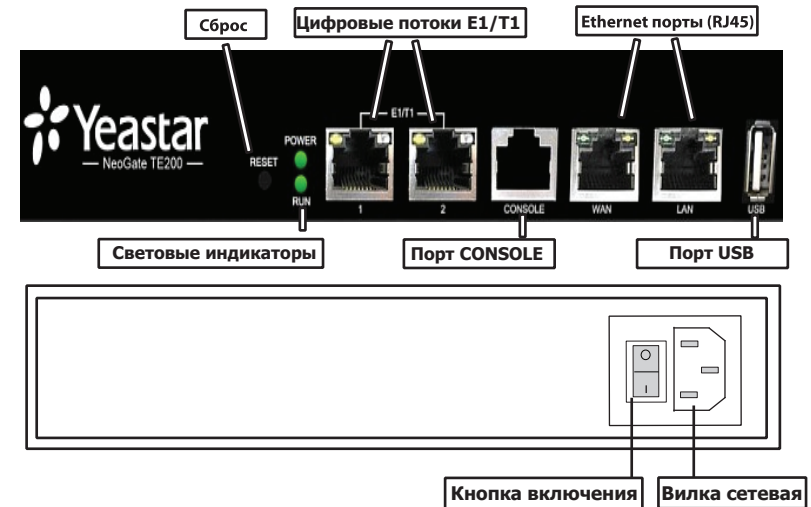 Сброс
Цифровые потоки E1/T1
Ethernet порты (RJ45)
Yeastar
NeoGate TE200
E1/T1
POWER
RESET
RUN
1
2
CONSOLE
WAN
LAN
USB
Световые индикаторы
Порт CONSOLE
Порт USB
O
I
Кнопка включения
Вилка сетевая